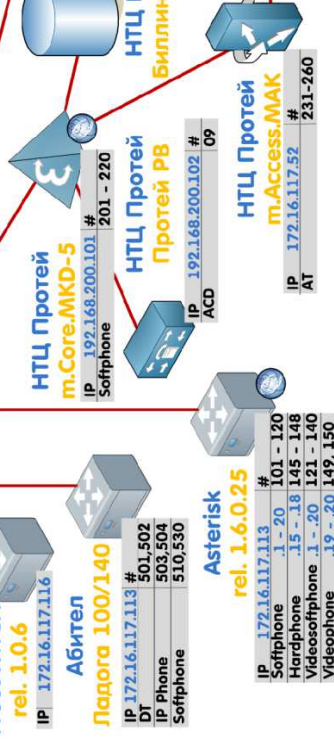 rel. 1.0.6
IP 172.16.117.116
Абител
Ладога 100/140
IP 172.16.117.113 #
DT 501,502
IP Phone 503,504
Softphone 510,530
Asterisk
rel. 1.6.0.25
IP 172.16.117.113 #
Softphone .1 - 20 101 - 120
Hardphone .15 - .18 145 - 148
Videosoftphone .1 - 20 121 - 140
Videophone .19 - .20 149, 150
НТЦ Протей
m.Core.MKD-5
IP 192.168.200.101 #
Softphone 201 - 220
НТЦ Протей
Протей РВ
IP 192.168.200.102 #
ACD 09
НТЦ
НТЦ Протей
m.Access.MAK
IP 172.16.117.52 #
AT 231-260